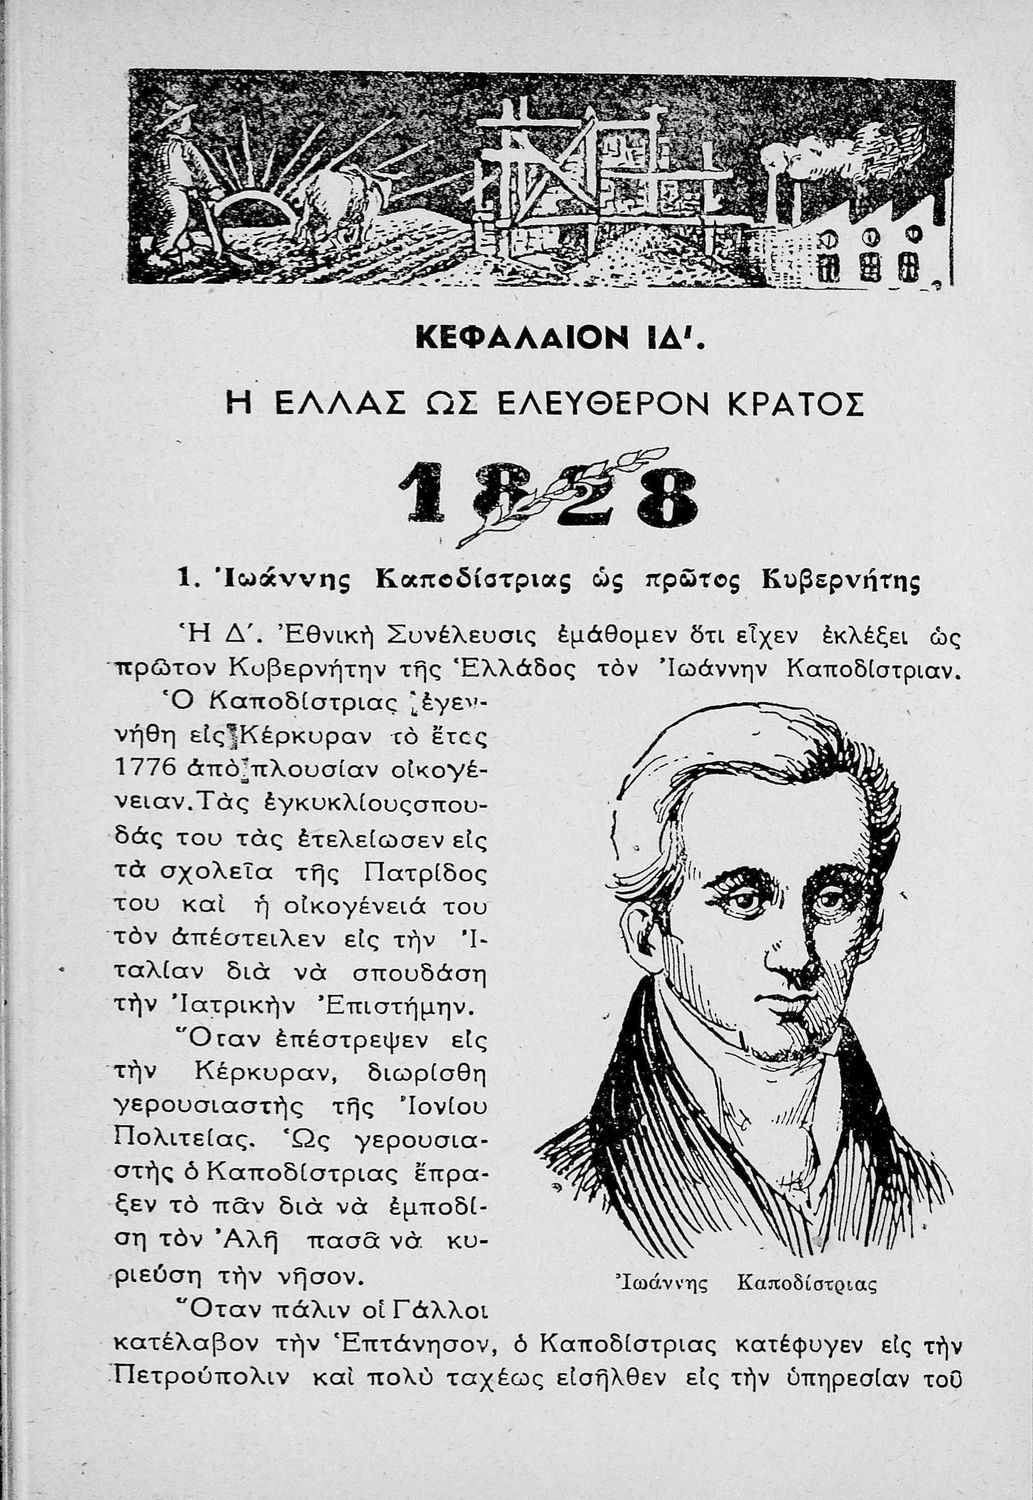 ΚΕΦΑΛΑΙΟΝ ΙΔ'.
Η ΕΛΛΑΣ ΩΣ ΕΛΕΥΘΕΡΟΝ ΚΡΑΤΟΣ
1828
1. Ἰωάννης Καποδίστριας ὡς πρῶτος Κυβερνήτης
Ἡ Δ΄. Ἐθνικὴ Συνέλευσις ἐμάθομεν ὅτι εἶχεν ἐκλέξει ὡς
πρῶτον Κυβερνήτην τῆς Ἑλλάδος τὸν Ἰωάννην Καποδίστριαν.
Ὁ Καποδίστριας ἐγεν-
νήθη εἰς Κέρκυραν τὸ ἔτος
1776 ἀπὸ πλουσίαν οἰκογέ-
νειαν.Τὰς ἐγκυκλίουςσπου-
δάς του τὰς ἐτελείωσεν εἰς
τὰ σχολεῖα τῆς Πατρίδος
του καὶ ἡ οἰκογένειά του
τὸν ἀπέστειλεν εἰς τὴν Ἰ-
ταλίαν διὰ νὰ σπουδάση
τὴν Ἰατρικὴν Ἐπιστήμην.
Ὅταν ἐπέστρεψεν εἰς
τὴν Κέρκυραν, διωρίσθη
γερουσιαστὴς τῆς Ἰονίου
Πολιτείας. Ὡς γερουσια-
στὴς ὁ Καποδίστριας ἔπρα-
ξεν τὸ πᾶν διὰ νὰ ἐμποδί-
ση τὸν Ἀλῆ πασᾶ νὰ κυ-
ριεύση τὴν νῆσον.
Ἰωάννης Καποδίστριας
Ὅταν πάλιν οἱ Γάλλοι
κατέλαβον τὴν Ἑπτάνησον, ὁ Καποδίστριας κατέφυγεν εἰς τὴν
Πετρούπολιν καὶ πολὺ ταχέως εἰσῆλθεν εἰς τὴν ὑπηρεσίαν τοῦ